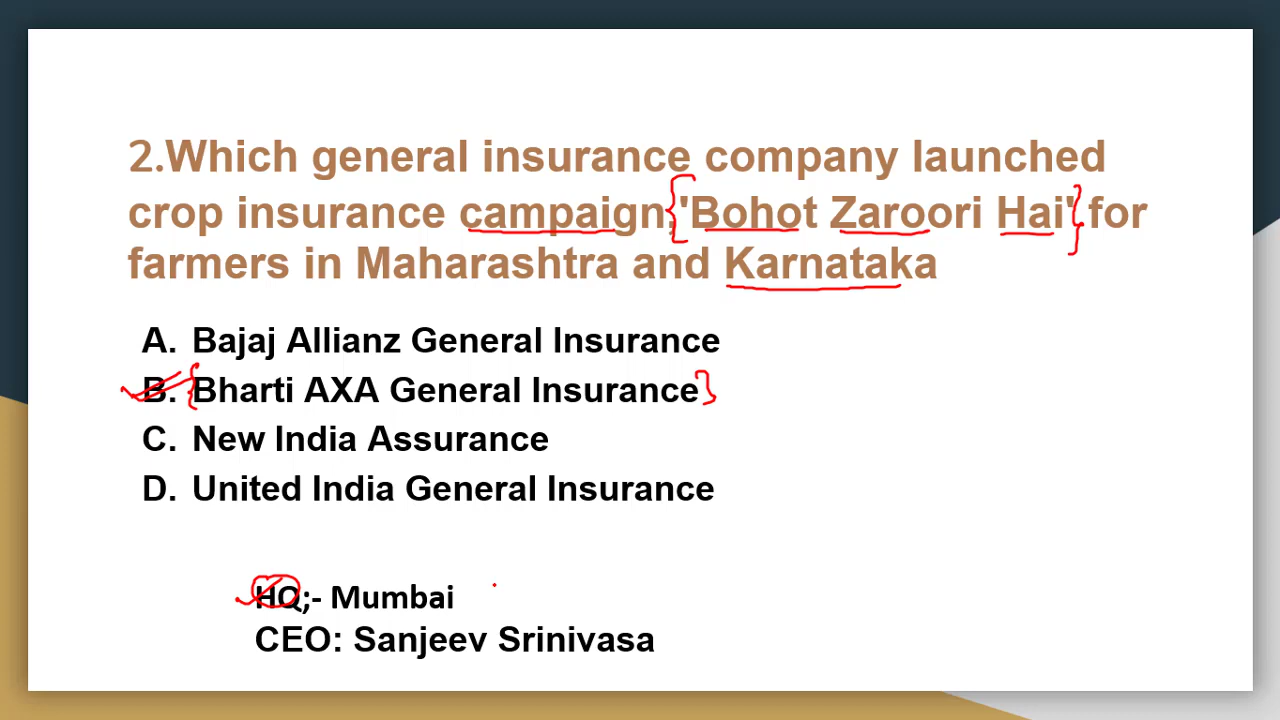 2.Which general insurance company launched
crop insurance campaign,'Bohot Zaroori Hai' for
farmers in Maharashtra and Karnataka
A. Bajaj Allianz General Insurance
B. Bharti AXA General Insurance
C. New India Assurance
D. United India General Insurance
HQ;- Mumbai
CEO: Sanjeev Srinivasa